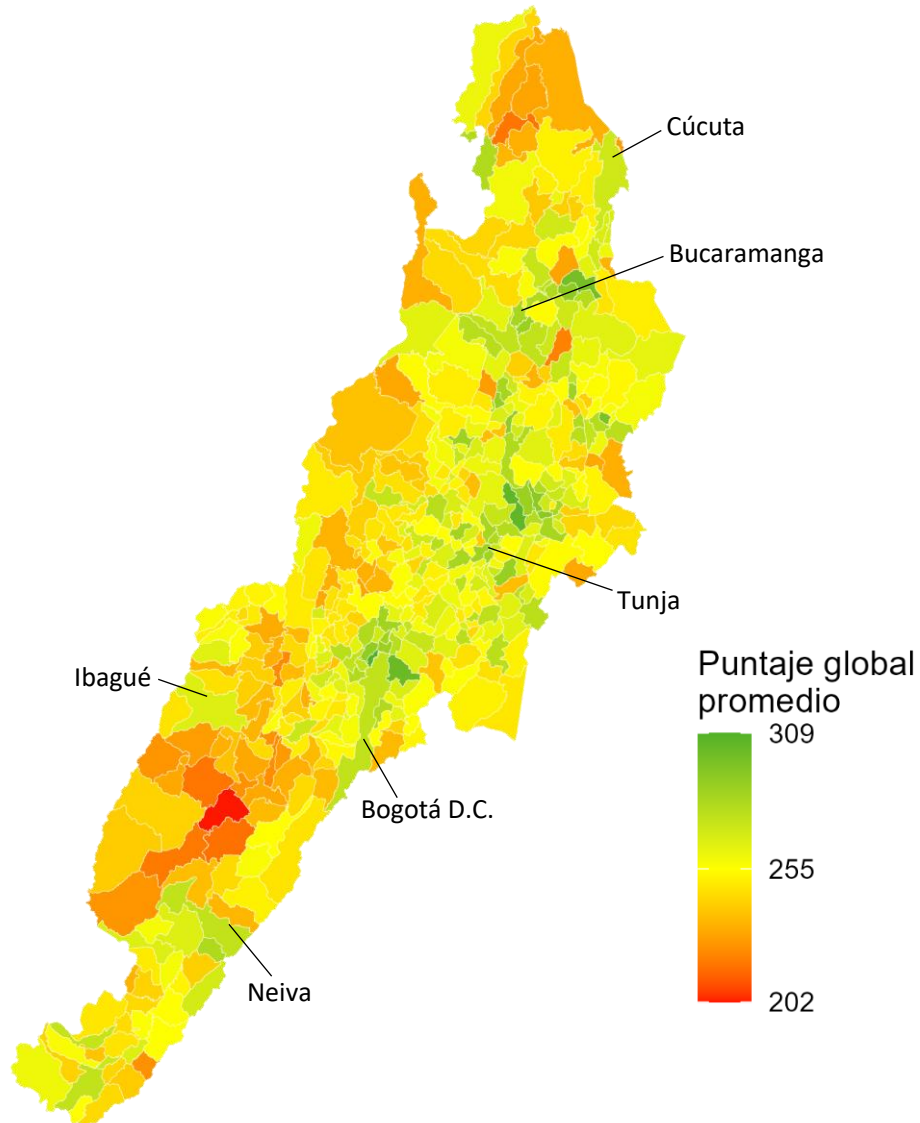 Cúcuta
Bucaramanga
Tunja
Ibagué
Puntaje global
promedio
309
Bogotá D.C.
255
Neiva
202